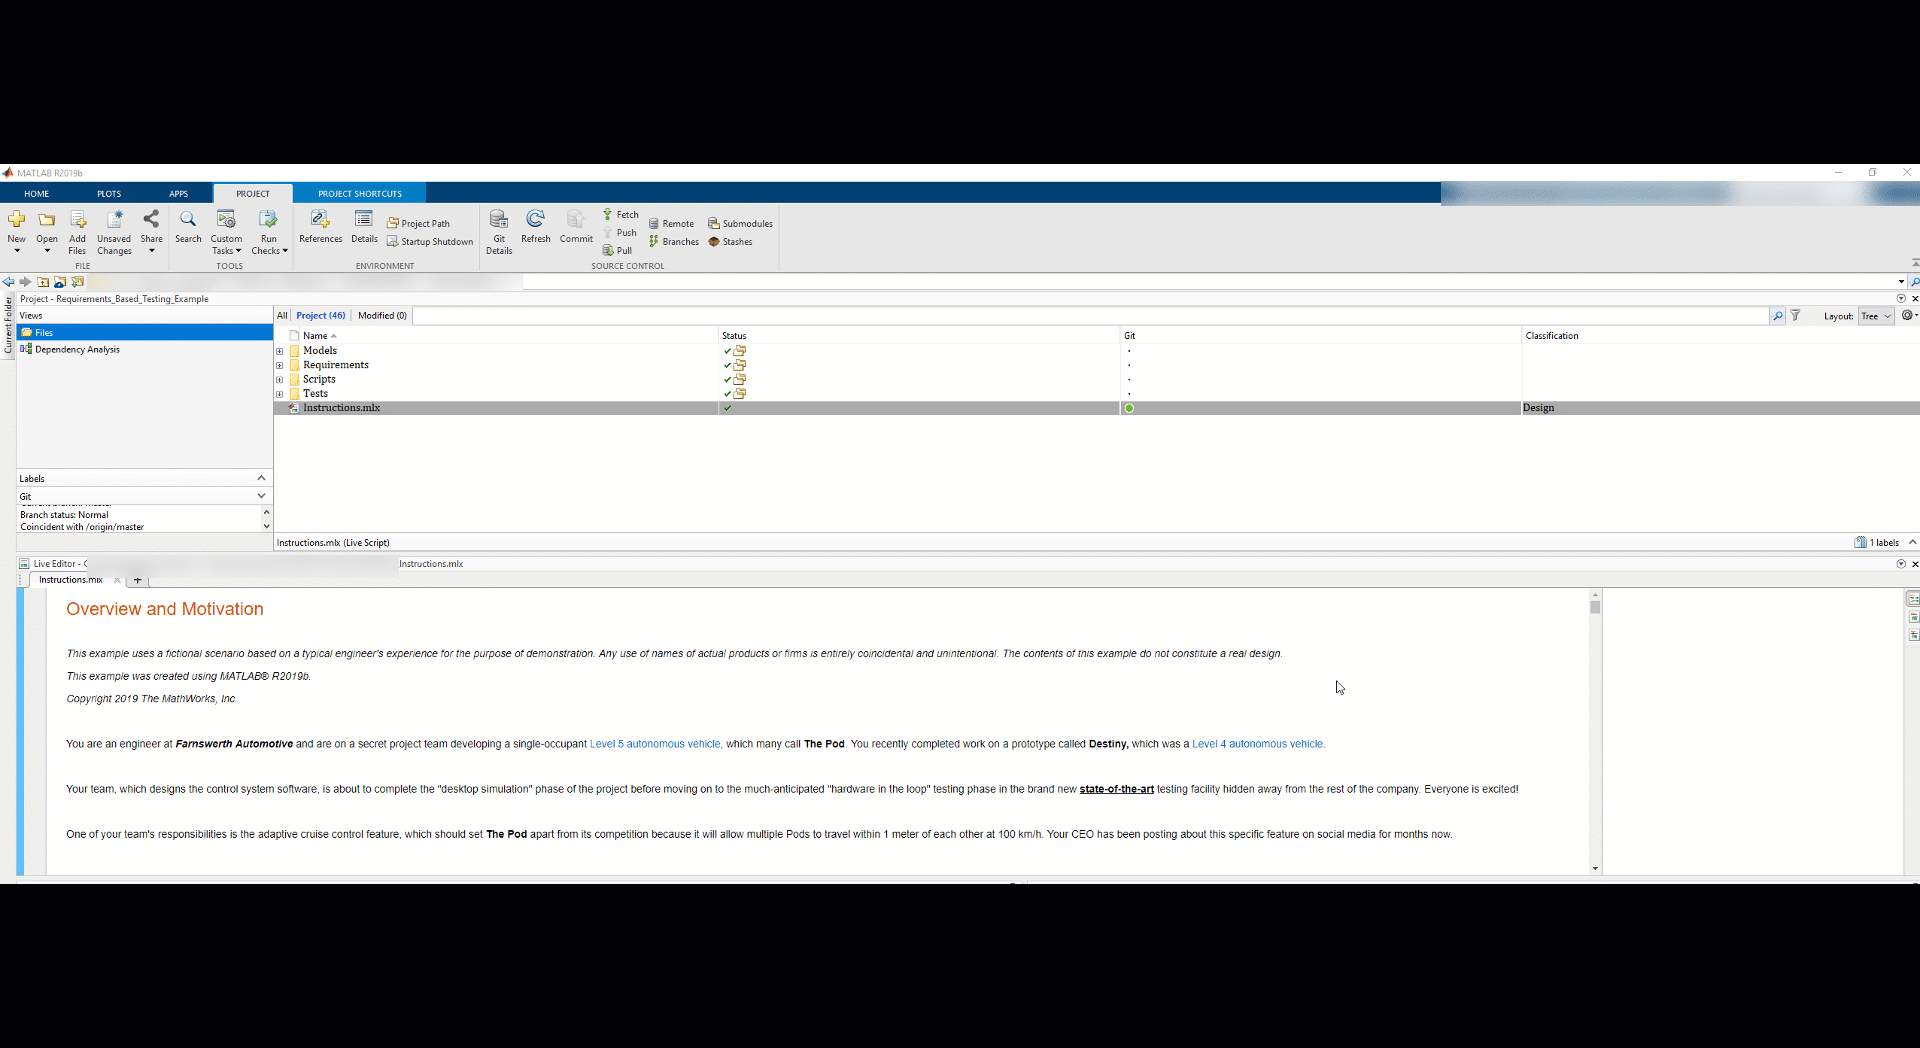 MATLAB R2019b
HOME PLOTS APPS PROJECT PROJECT SHORTCUTS
New Open Add Files Unsaved Changes Share
FILE
Search Custom Tasks Run Checks
TOOLS
References Details Project Path Startup Shutdown
ENVIRONMENT
Git Details Refresh Commit Fetch Push Pull Remote Branches Submodules Stashes
SOURCE CONTROL
Current Folder
Project - Requirements_Based_Testing_Example
Views
Files
Dependency Analysis
All Project (46) Modified (0) Layout: Tree
Name Status Git Classification
Models
Requirements
Scripts
Tests
Instructions.mlx Design
Labels
Git
Branch status: Normal
Coincident with /origin/master
Instructions.mlx (Live Script) 1 labels
Live Editor - Instructions.mlx
Instructions.mlx
Overview and Motivation
This example uses a fictional scenario based on a typical engineer's experience for the purpose of demonstration. Any use of names of actual products or firms is entirely coincidental and unintentional. The contents of this example do not constitute a real design.
This example was created using MATLAB® R2019b.
Copyright 2019 The MathWorks, Inc.
You are an engineer at Farnswerth Automotive and are on a secret project team developing a single-occupant Level 5 autonomous vehicle, which many call The Pod. You recently completed work on a prototype called Destiny, which was a Level 4 autonomous vehicle.
Your team, which designs the control system software, is about to complete the "desktop simulation" phase of the project before moving on to the much-anticipated "hardware in the loop" testing phase in the brand new state-of-the-art testing facility hidden away from the rest of the company. Everyone is excited!
One of your team's responsibilities is the adaptive cruise control feature, which should set The Pod apart from its competition because it will allow multiple Pods to travel within 1 meter of each other at 100 km/h. Your CEO has been posting about this specific feature on social media for months now.